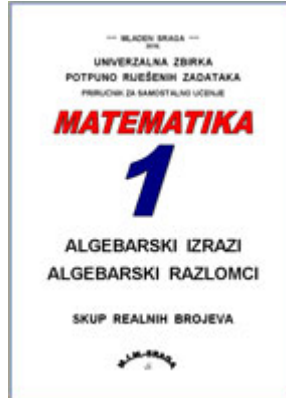 MLADEN SRAGA
UNIVERZALNA ZBIRKA
POTPUNO RIJEŠENIH ZADATAKA
PRIRUČNIK ZA SAMOSTALNO UČENJE
MATEMATIKA
1
ALGEBARSKI IZRAZI
ALGEBARSKI RAZLOMCI
SKUP REALNIH BROJEVA
M.I.M.-SRAGA